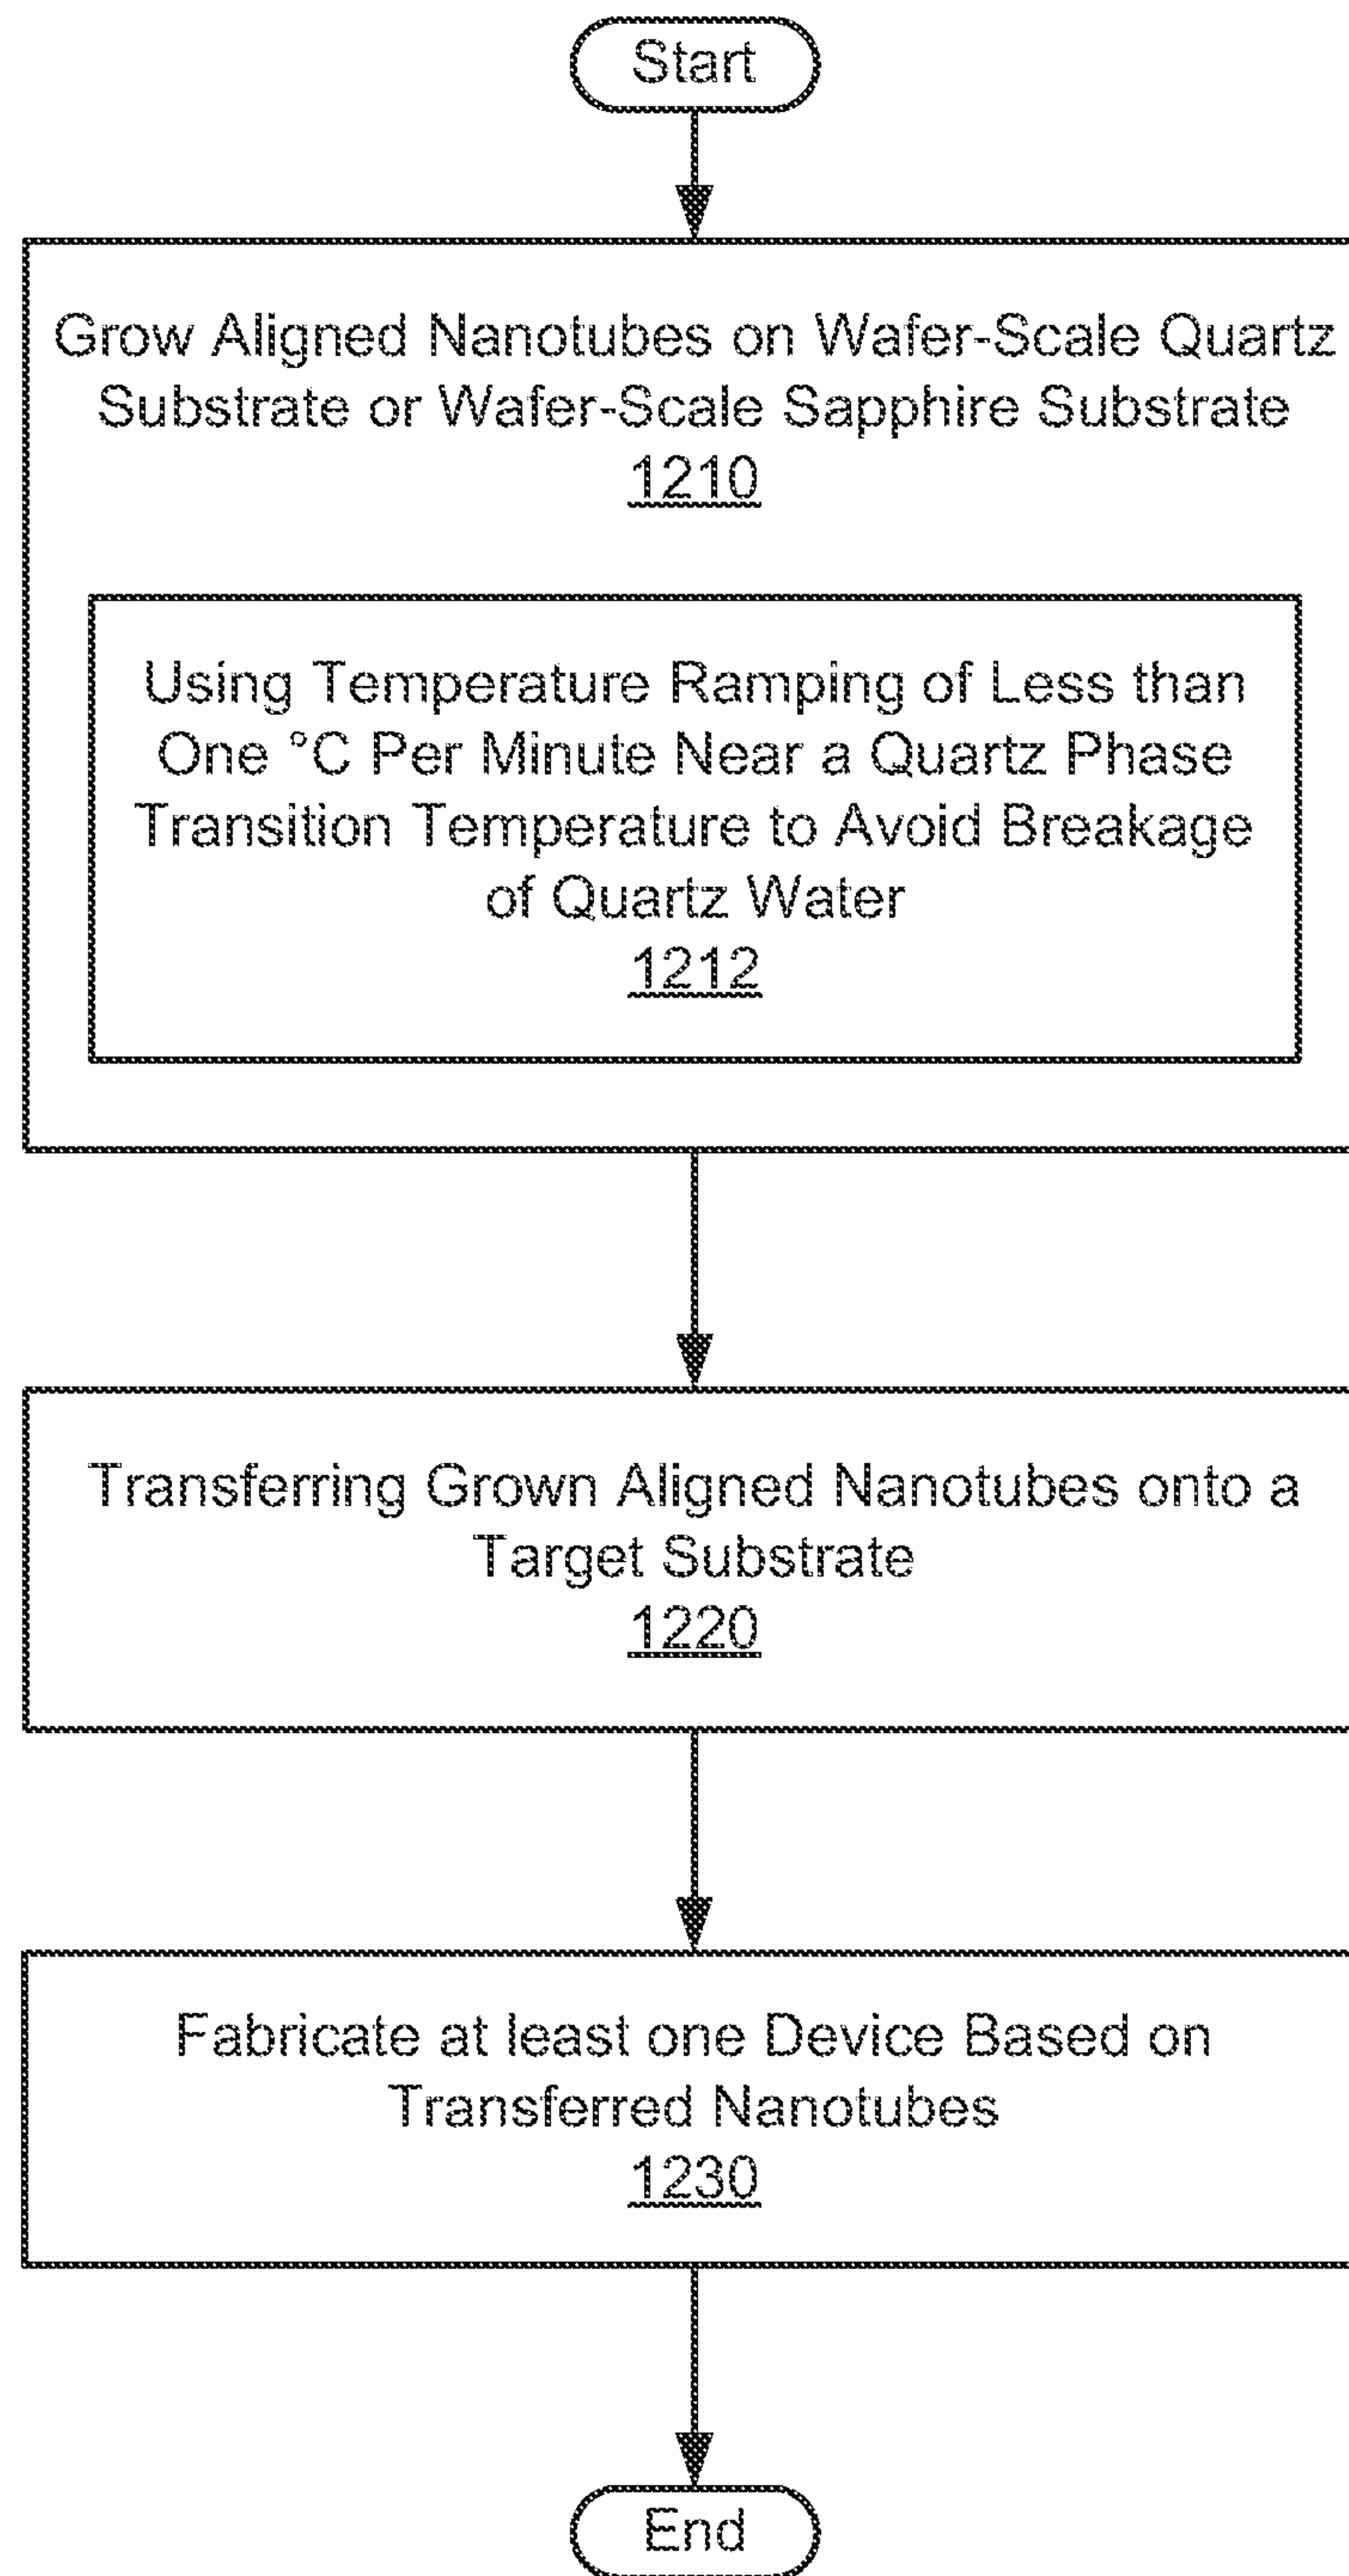 Start
Grow Aligned Nanotubes on Wafer-Scale Quartz
Substrate or Wafer-Scale Sapphire Substrate
1210
Using Temperature Ramping of Less than
One °C Per Minute Near a Quartz Phase
Transition Temperature to Avoid Breakage
of Quartz Water
1212
Transferring Grown Aligned Nanotubes onto a
Target Substrate
1220
Fabricate at least one Device Based on
Transferred Nanotubes
1230
End